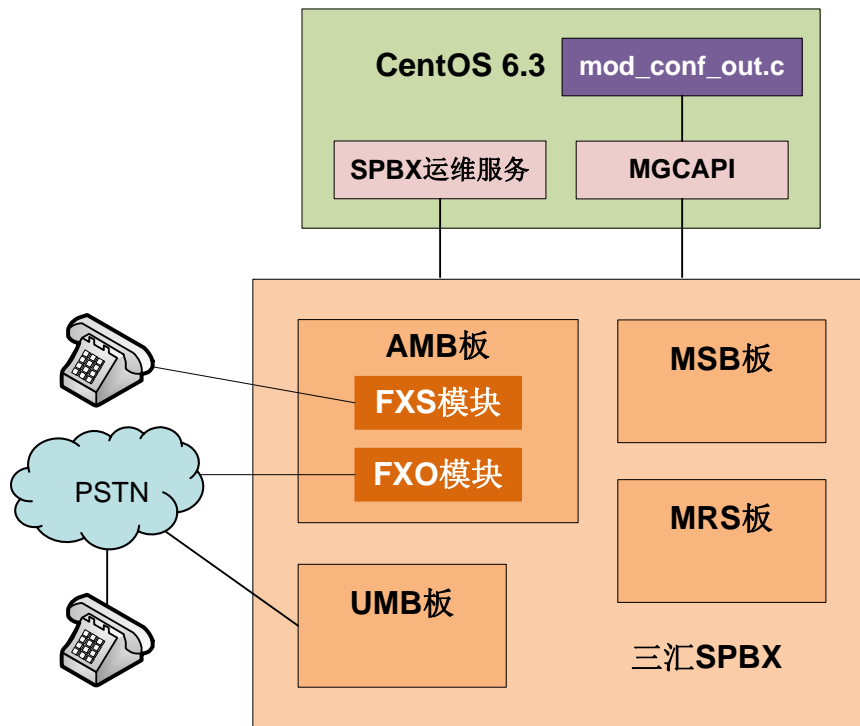 CentOS 6.3
mod_conf_out.c
SPBX运维服务
MGCAPI
AMB板
FXS模块
FXO模块
MSB板
PSTN
MRS板
UMB板
三汇SPBX